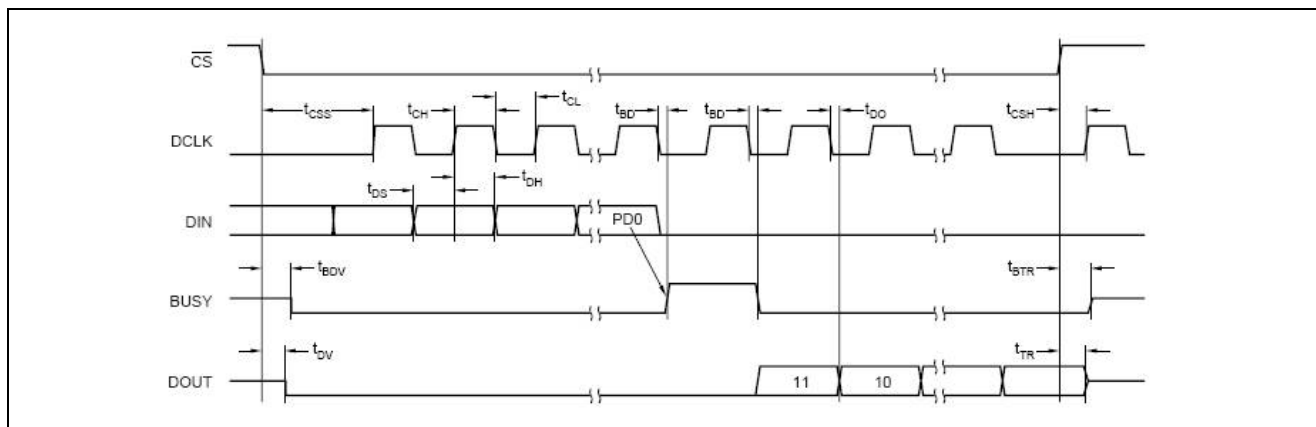 CS
tCSS
tCH
tCL
tBD
tBD
tDO
tCSH
DCLK
tDS
tDH
DIN
PD0
tBDV
tBTR
BUSY
tDV
tTR
DOUT
11
10